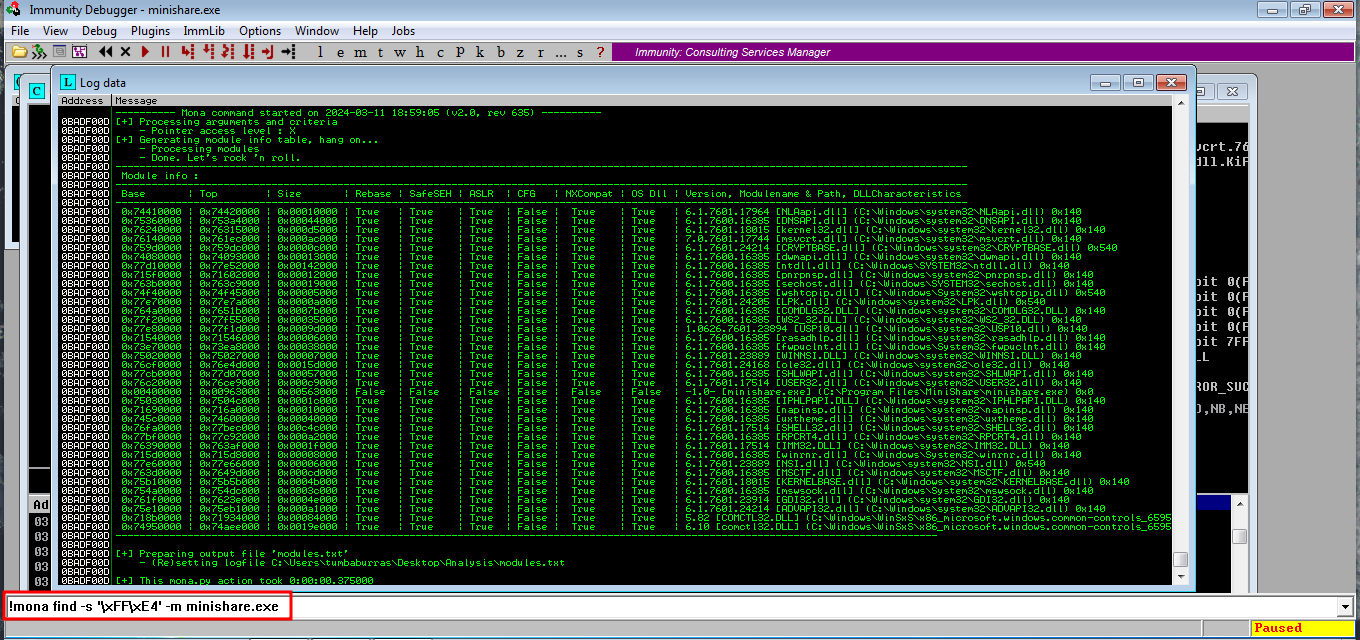 Immunity Debugger - minishare.exe
File View Debug Plugins ImmLib Options Window Help Jobs
l e m t w h c p k b z r ... s ? Immunity: Consulting Services Manager
Log data
Address Message
---------- Mona command started on 2024-03-11 18:59:05 (v2.0, rev 635) ----------
0BADF00D [+] Processing arguments and criteria
0BADF00D - Pointer access level : X
0BADF00D [+] Generating module info table, hang on...
0BADF00D - Processing modules
0BADF00D - Done. Let's rock 'n roll.
0BADF00D Module info :
0BADF00D Base | Top | Size | Rebase | SafeSEH | ASLR | CFG | NXCompat | OS Dll | Version, Modulename & Path, DLLCharacteristics
0BADF00D 0x74410000 | 0x74420000 | 0x00010000 | True | True | True | False | True | True | 6.1.7601.17964 [NLAapi.dll] (C:\Windows\system32\NLAapi.dll) 0x140
0BADF00D 0x75360000 | 0x753a4000 | 0x00044000 | True | True | True | False | True | True | 6.1.7600.16385 [DNSAPI.dll] (C:\Windows\system32\DNSAPI.dll) 0x140
0BADF00D 0x76240000 | 0x76315000 | 0x000d5000 | True | True | True | False | True | True | 6.1.7601.18015 [kernel32.dll] (C:\Windows\system32\kernel32.dll) 0x140
0BADF00D 0x76140000 | 0x761ec000 | 0x000ac000 | True | True | True | False | True | True | 7.0.7601.17744 [msvcrt.dll] (C:\Windows\system32\msvcrt.dll) 0x140
0BADF00D 0x759d0000 | 0x759dc000 | 0x0000c000 | True | True | True | False | True | True | 6.1.7601.24214 [CRYPTBASE.dll] (C:\Windows\system32\CRYPTBASE.dll) 0x540
0BADF00D 0x74080000 | 0x74093000 | 0x00013000 | True | True | True | False | True | True | 6.1.7600.16385 [dwmapi.dll] (C:\Windows\system32\dwmapi.dll) 0x140
0BADF00D 0x77d10000 | 0x77e52000 | 0x00142000 | True | True | True | False | True | True | 6.1.7600.16385 [ntdll.dll] (C:\Windows\SYSTEM32\ntdll.dll) 0x140
0BADF00D 0x715f0000 | 0x71602000 | 0x00012000 | True | True | True | False | True | True | 6.1.7600.16385 [pnrpnsp.dll] (C:\Windows\system32\pnrpnsp.dll) 0x140
0BADF00D 0x763b0000 | 0x763c9000 | 0x00019000 | True | True | True | False | True | True | 6.1.7600.16385 [sechost.dll] (C:\Windows\SYSTEM32\sechost.dll) 0x140
0BADF00D 0x74f40000 | 0x74f45000 | 0x00005000 | True | True | True | False | True | True | 6.1.7600.16385 [wshtcpip.dll] (C:\Windows\System32\wshtcpip.dll) 0x540
0BADF00D 0x77e70000 | 0x77e7a000 | 0x0000a000 | True | True | True | False | True | True | 6.1.7601.24205 [LPK.dll] (C:\Windows\system32\LPK.dll) 0x540
0BADF00D 0x764a0000 | 0x7651b000 | 0x0007b000 | True | True | True | False | True | True | 6.1.7600.16385 [COMDLG32.DLL] (C:\Windows\system32\COMDLG32.DLL) 0x140
0BADF00D 0x77f20000 | 0x77f55000 | 0x00035000 | True | True | True | False | True | True | 6.1.7600.16385 [WS2_32.DLL] (C:\Windows\system32\WS2_32.DLL) 0x140
0BADF00D 0x77e80000 | 0x77f1d000 | 0x0009d000 | True | True | True | False | True | True | 1.0626.7601.23894 [USP10.dll] (C:\Windows\system32\USP10.dll) 0x140
0BADF00D 0x71540000 | 0x71546000 | 0x00006000 | True | True | True | False | True | True | 6.1.7600.16385 [rasadhlp.dll] (C:\Windows\system32\rasadhlp.dll) 0x140
0BADF00D 0x73e70000 | 0x73ea8000 | 0x00038000 | True | True | True | False | True | True | 6.1.7600.16385 [fwpuclnt.dll] (C:\Windows\System32\fwpuclnt.dll) 0x140
0BADF00D 0x75020000 | 0x75027000 | 0x00007000 | True | True | True | False | True | True | 6.1.7601.23889 [WINNSI.DLL] (C:\Windows\system32\WINNSI.DLL) 0x140
0BADF00D 0x76cf0000 | 0x76e4d000 | 0x0015d000 | True | True | True | False | True | True | 6.1.7601.24168 [ole32.dll] (C:\Windows\system32\ole32.dll) 0x140
0BADF00D 0x77cb0000 | 0x77d07000 | 0x00057000 | True | True | True | False | True | True | 6.1.7600.16385 [SHLWAPI.dll] (C:\Windows\system32\SHLWAPI.dll) 0x140
0BADF00D 0x76c20000 | 0x76ce9000 | 0x000c9000 | True | True | True | False | True | True | 6.1.7601.17514 [USER32.dll] (C:\Windows\system32\USER32.dll) 0x140
0BADF00D 0x00400000 | 0x00963000 | 0x00563000 | False | False | False | False | False | False | -1.0- [minishare.exe] (C:\Program Files\MiniShare\minishare.exe) 0x0
0BADF00D 0x75030000 | 0x7504c000 | 0x0001c000 | True | True | True | False | True | True | 6.1.7600.16385 [IPHLPAPI.DLL] (C:\Windows\system32\IPHLPAPI.DLL) 0x140
0BADF00D 0x71690000 | 0x716a0000 | 0x00010000 | True | True | True | False | True | True | 6.1.7600.16385 [napinsp.dll] (C:\Windows\system32\napinsp.dll) 0x140
0BADF00D 0x745c0000 | 0x74600000 | 0x00040000 | True | True | True | False | True | True | 6.1.7600.16385 [uxtheme.dll] (C:\Windows\system32\uxtheme.dll) 0x140
0BADF00D 0x76fa0000 | 0x77bec000 | 0x00c4c000 | True | True | True | False | True | True | 6.1.7601.17514 [SHELL32.dll] (C:\Windows\system32\SHELL32.dll) 0x140
0BADF00D 0x77bf0000 | 0x77c92000 | 0x000a2000 | True | True | True | False | True | True | 6.1.7600.16385 [RPCRT4.dll] (C:\Windows\system32\RPCRT4.dll) 0x140
0BADF00D 0x76390000 | 0x763af000 | 0x0001f000 | True | True | True | False | True | True | 6.1.7601.17514 [IMM32.DLL] (C:\Windows\system32\IMM32.DLL) 0x140
0BADF00D 0x715d0000 | 0x715d8000 | 0x00008000 | True | True | True | False | True | True | 6.1.7600.16385 [winrnr.dll] (C:\Windows\System32\winrnr.dll) 0x140
0BADF00D 0x77e60000 | 0x77e66000 | 0x00006000 | True | True | True | False | True | True | 6.1.7601.23889 [NSI.dll] (C:\Windows\system32\NSI.dll) 0x540
0BADF00D 0x763d0000 | 0x7649d000 | 0x000cd000 | True | True | True | False | True | True | 6.1.7600.16385 [MSCTF.dll] (C:\Windows\system32\MSCTF.dll) 0x140
0BADF00D 0x75b10000 | 0x75b5b000 | 0x0004b000 | True | True | True | False | True | True | 6.1.7601.18015 [KERNELBASE.dll] (C:\Windows\system32\KERNELBASE.dll) 0x140
0BADF00D 0x754a0000 | 0x754dc000 | 0x0003c000 | True | True | True | False | True | True | 6.1.7600.16385 [mswsock.dll] (C:\Windows\System32\mswsock.dll) 0x140
0BADF00D 0x761f0000 | 0x7623e000 | 0x0004e000 | True | True | True | False | True | True | 6.1.7601.23914 [GDI32.dll] (C:\Windows\system32\GDI32.dll) 0x140
0BADF00D 0x75e10000 | 0x75eb1000 | 0x000a1000 | True | True | True | False | True | True | 6.1.7601.24214 [ADVAPI32.dll] (C:\Windows\system32\ADVAPI32.dll) 0x140
0BADF00D 0x718b0000 | 0x71934000 | 0x00084000 | True | True | True | False | True | True | 5.82 [COMCTL32.DLL] (C:\Windows\WinSxS\x86_microsoft.windows.common-controls_6595
0BADF00D 0x74950000 | 0x74aee000 | 0x0019e000 | True | True | True | False | True | True | 6.10 [comctl32.DLL] (C:\Windows\WinSxS\x86_microsoft.windows.common-controls_6595
0BADF00D [+] Preparing output file 'modules.txt'
0BADF00D - (Re)setting logfile C:\Users\tumbaburras\Desktop\Analysis\modules.txt
0BADF00D [+] This mona.py action took 0:00:00.375000
!mona find -s '\xFF\xE4' -m minishare.exe
Paused